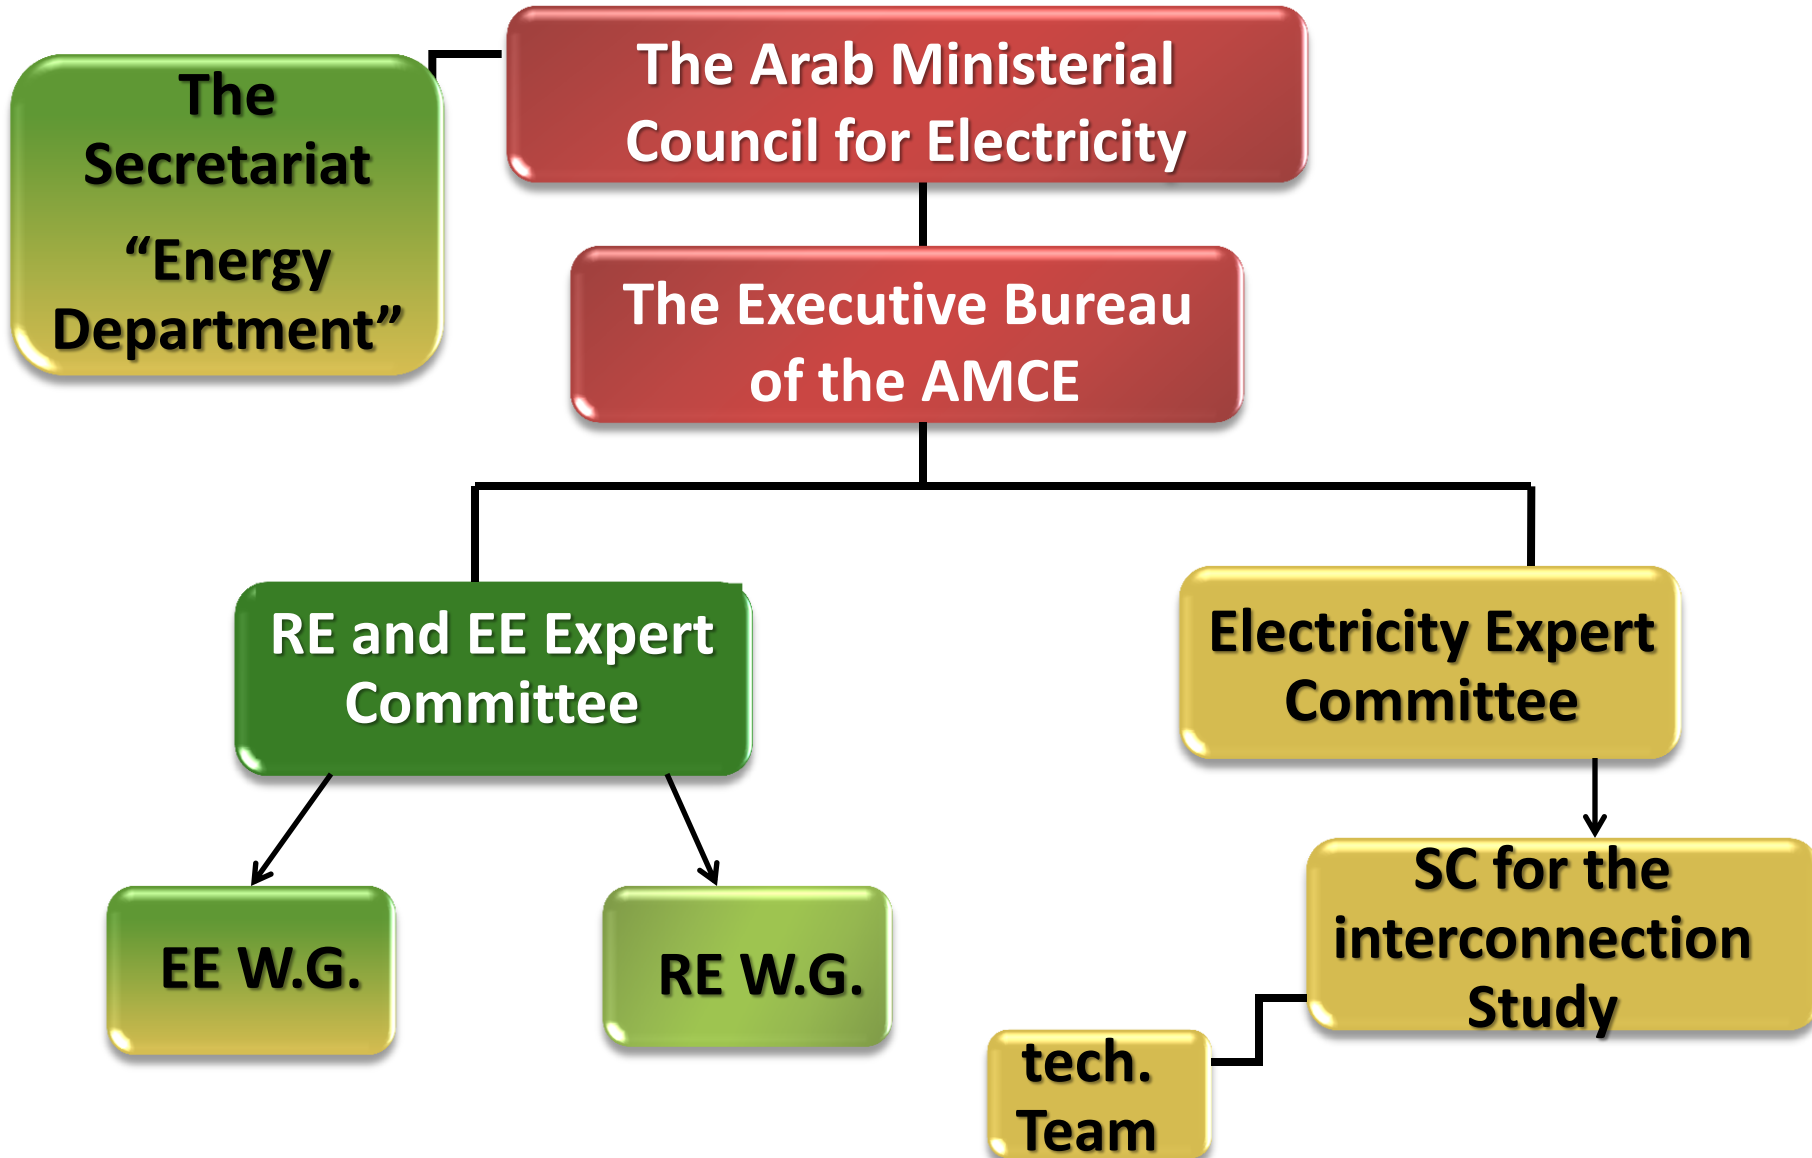 The
Secretariat
“Energy
Department”
The Arab Ministerial
Council for Electricity
The Executive Bureau
of the AMCE
RE and EE Expert
Committee
Electricity Expert
Committee
EE W.G.
RE W.G.
SC for the
interconnection
Study
tech.
Team